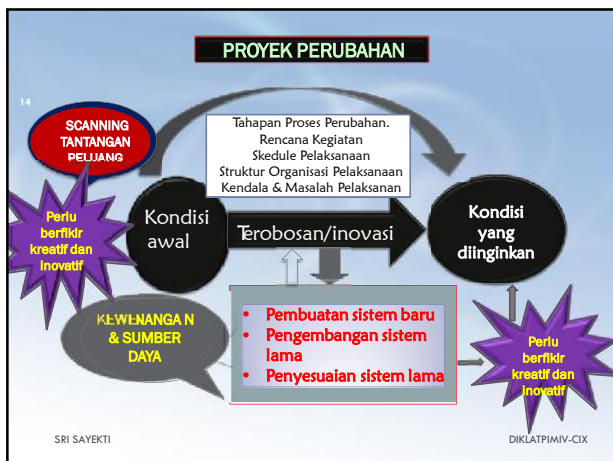 PROYEK PERUBAHAN
14
SCANNING
TANTANGAN
PELUANG
Tahapan Proses Perubahan.
Rencana Kegiatan
Skedule Pelaksanaan
Struktur Organisasi Pelaksanaan
Kendala & Masalah Pelaksanan
Perlu
berfikir
kreatif dan
inovatif
Kondisi
awal
Terobosan/inovasi
Kondisi
yang
diinginkan
KEWENANGA N
& SUMBER
DAYA
• Pembuatan sistem baru
• Pengembangan sistem
lama
• Penyesuaian sistem lama
Perlu
berfikir
kreatif dan
inovatif
SRI SAYEKTI
DIKLATPIMIV-CIX